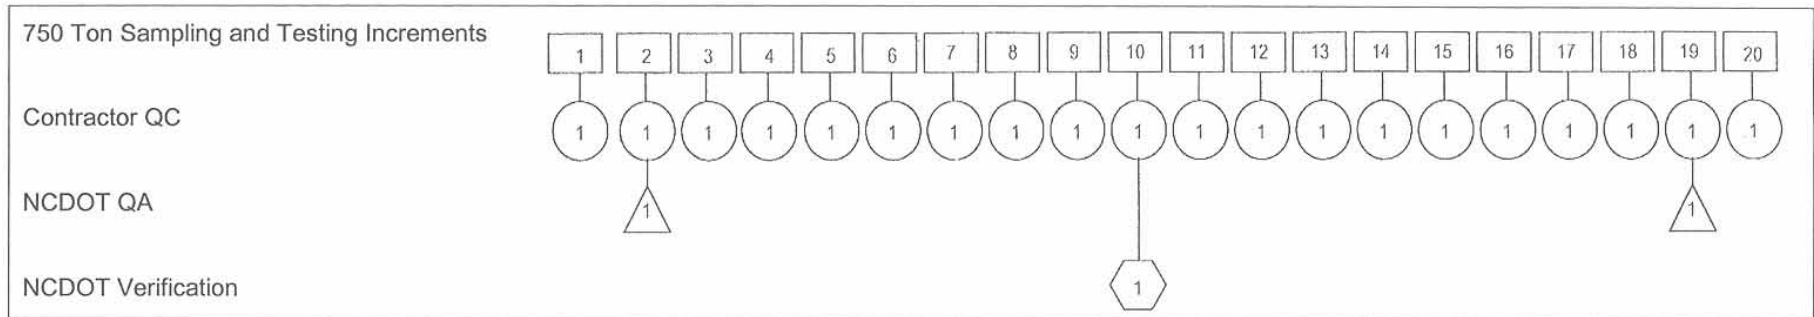 750 Ton Sampling and Testing Increments
1 2 3 4 5 6 7 8 9 10 11 12 13 14 15 16 17 18 19 20
Contractor QC
1 1 1 1 1 1 1 1 1 1 1 1 1 1 1 1 1 1 1 1
NCDOT QA
1 1
NCDOT Verification
1